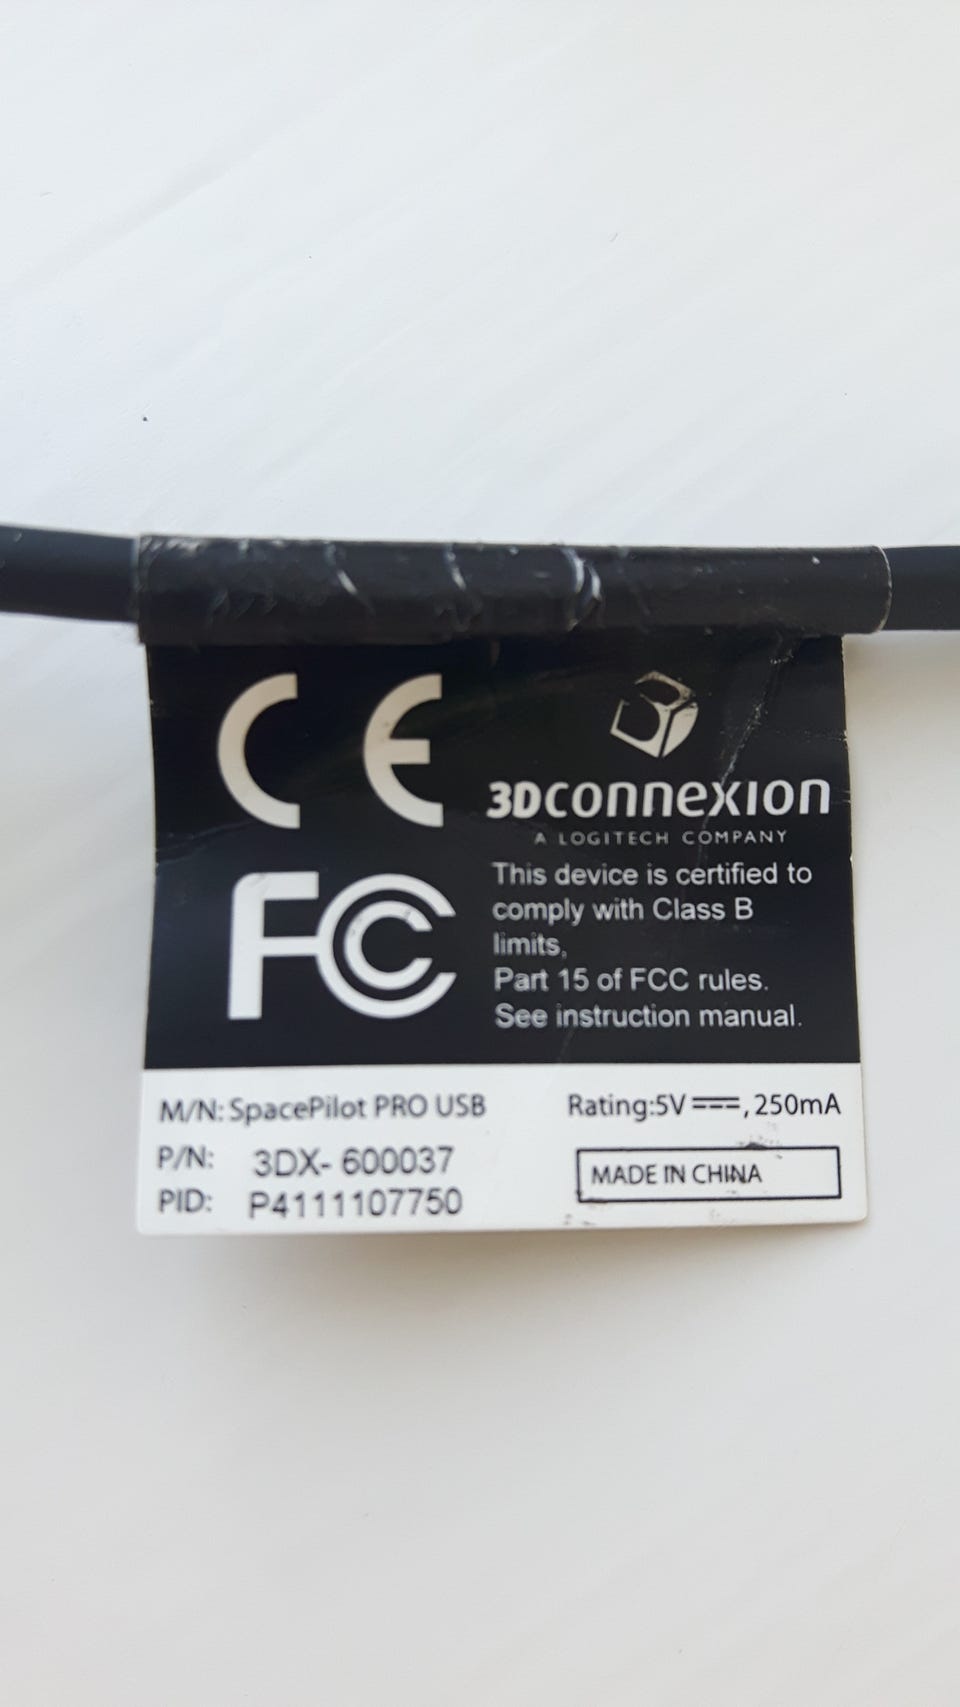 CE
3Dconnexion
A LOGITECH COMPANY
FC
This device is certified to
comply with Class B
limits,
Part 15 of FCC rules.
See instruction manual.
M/N: SpacePilot PRO USB
Rating:5V⎓, 250mA
P/N: 3DX- 600037
MADE IN CHINA
PID: P4111107750